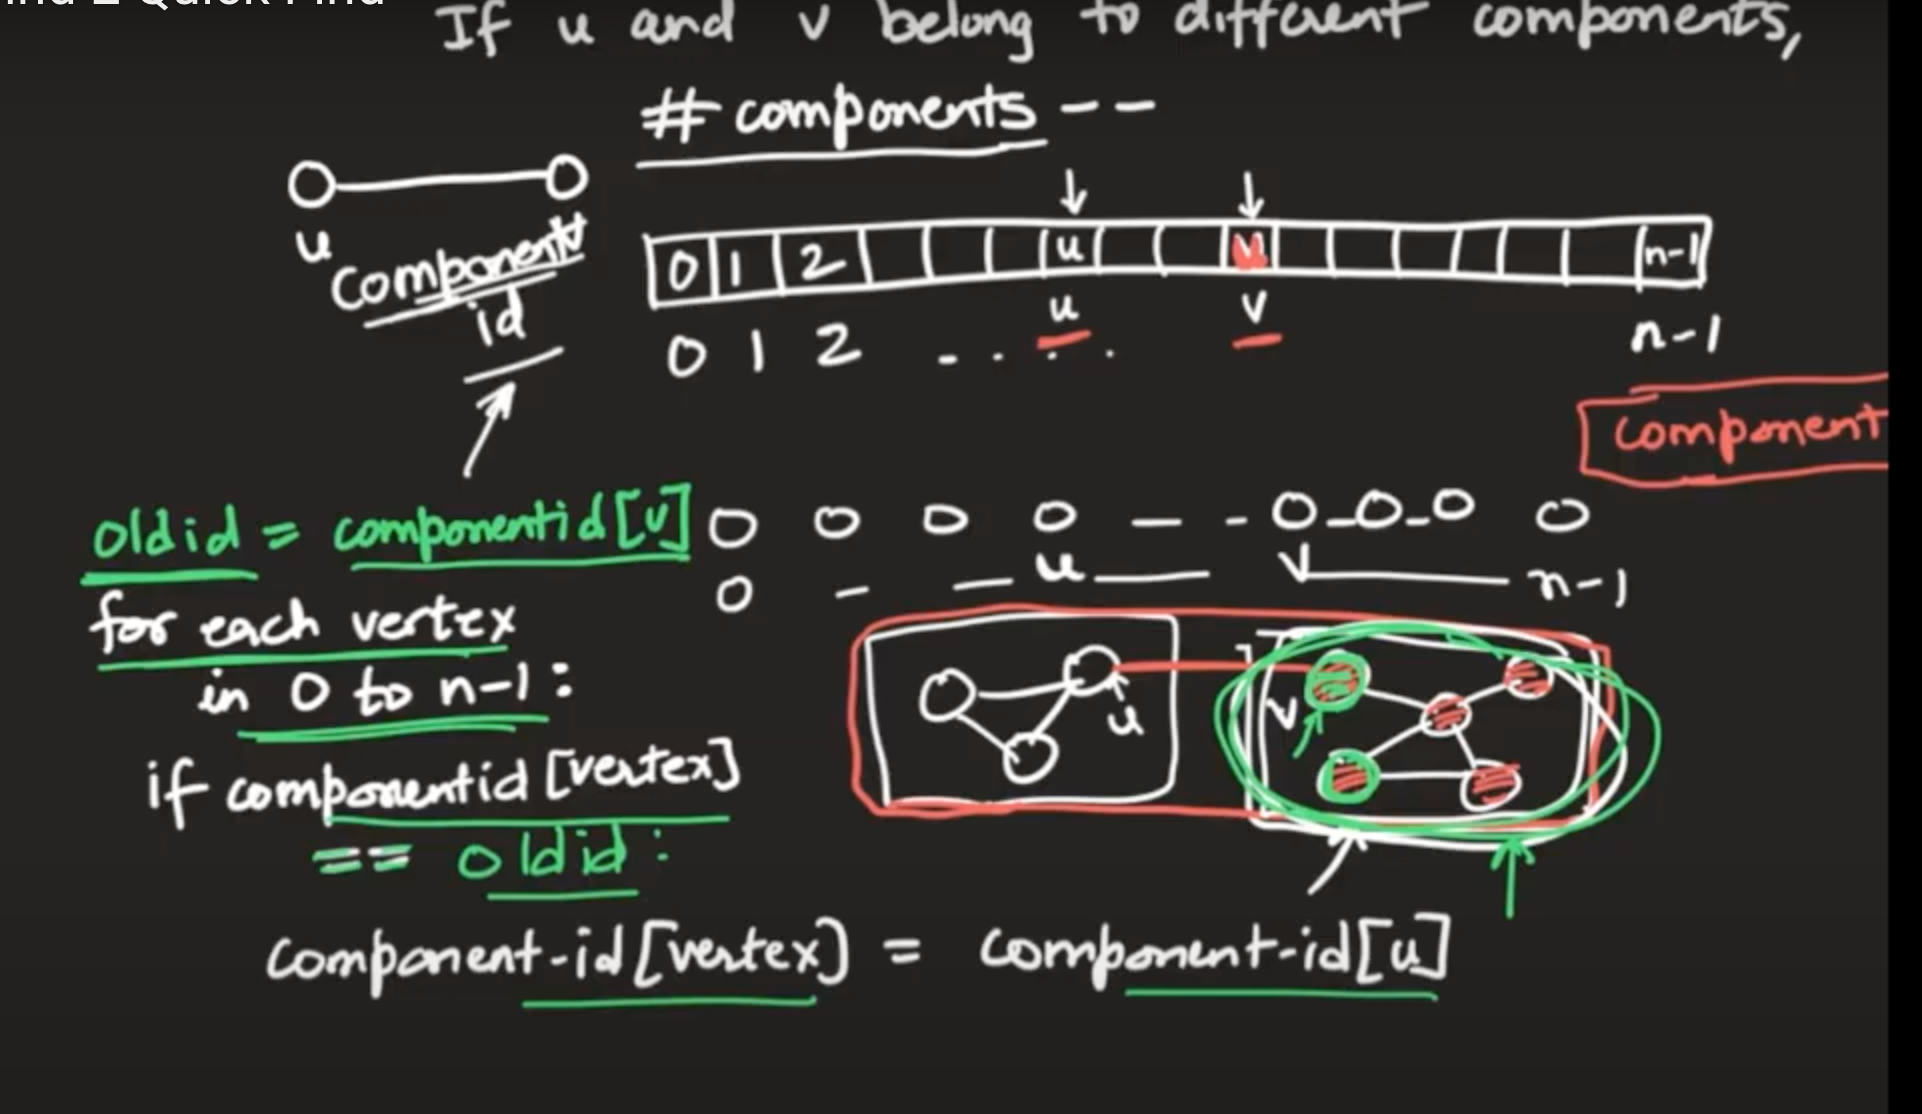 Quick Find
If u and v belong to different components,
# components --
u
component
id
0 1 2 u v n-1
0 1 2 - . . . . u v n-1
component
oldid = componentid[v]
0 - - u v n-1
for each vertex
in 0 to n-1 :
u
v
if componentid [vertex]
== oldid :
component-id[vertex] = component-id[u]